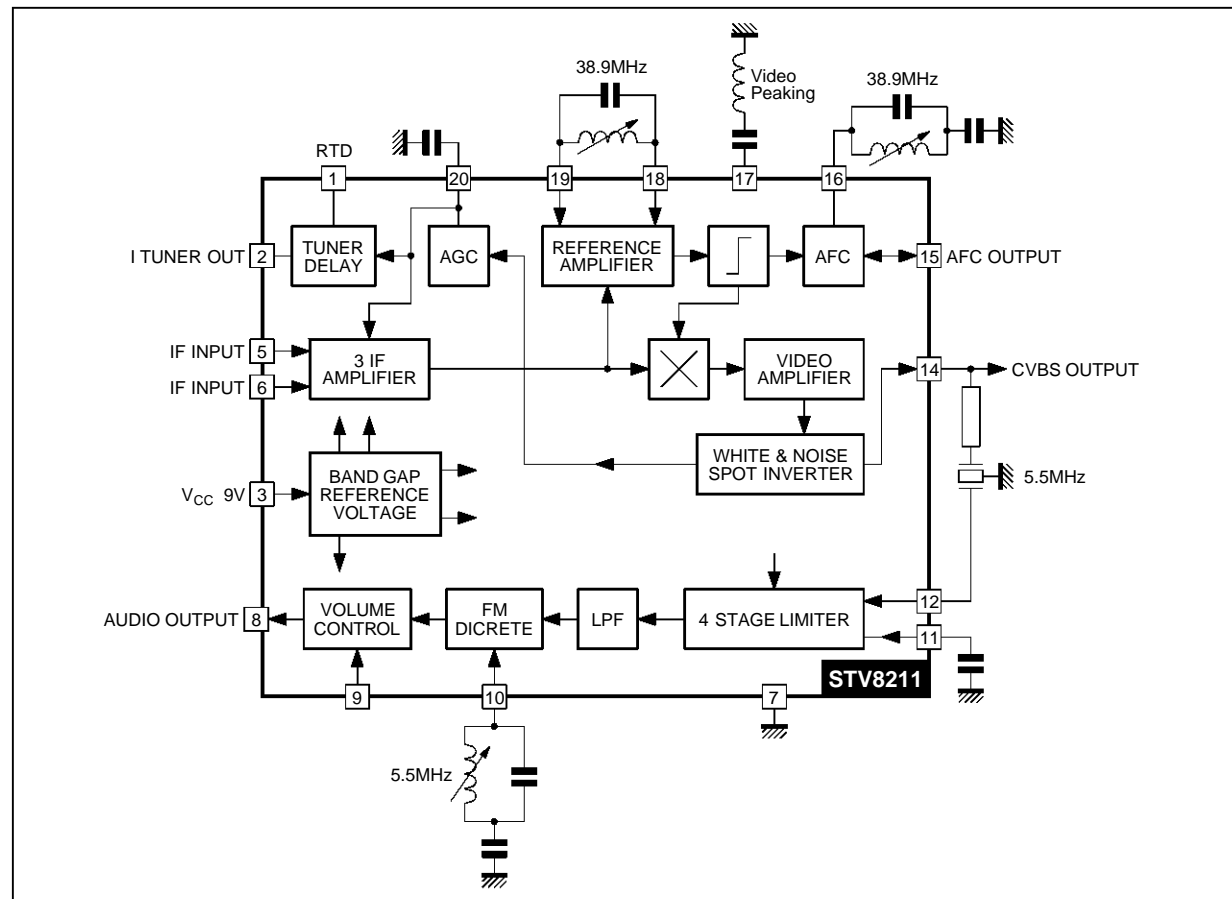 38.9MHz
Video
Peaking
38.9MHz
RTD
1
20
19
18
17
16
I TUNER OUT
2
TUNER
DELAY
AGC
REFERENCE
AMPLIFIER
AFC
15
AFC OUTPUT
IF INPUT
5
IF INPUT
6
3 IF
AMPLIFIER
VIDEO
AMPLIFIER
14
CVBS OUTPUT
WHITE & NOISE
SPOT INVERTER
VCC 9V
3
BAND GAP
REFERENCE
VOLTAGE
5.5MHz
AUDIO OUTPUT
8
VOLUME
CONTROL
FM
DICRETE
LPF
4 STAGE LIMITER
12
11
STV8211
9
10
7
5.5MHz